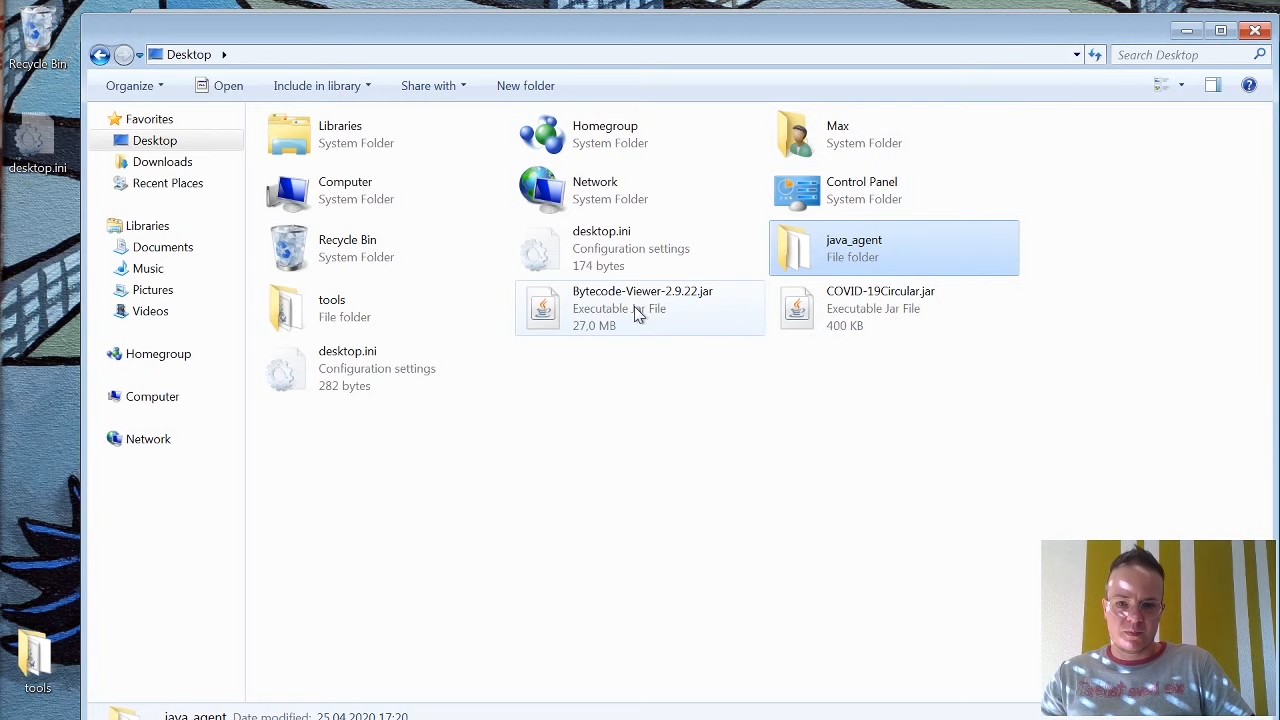 Recycle Bin
desktop.ini
tools
Desktop
Search Desktop
Organize
Open
Include in library
Share with
New folder
Favorites
Desktop
Downloads
Recent Places
Libraries
Documents
Music
Pictures
Videos
Homegroup
Computer
Network
Libraries
System Folder
Homegroup
System Folder
Max
System Folder
Computer
System Folder
Network
System Folder
Control Panel
System Folder
Recycle Bin
System Folder
desktop.ini
Configuration settings
174 bytes
java_agent
File folder
tools
File folder
Bytecode-Viewer-2.9.22.jar
Executable Jar File
27,0 MB
COVID-19Circular.jar
Executable Jar File
400 KB
desktop.ini
Configuration settings
282 bytes
java_agent Date modified: 25.04.2020 17:20